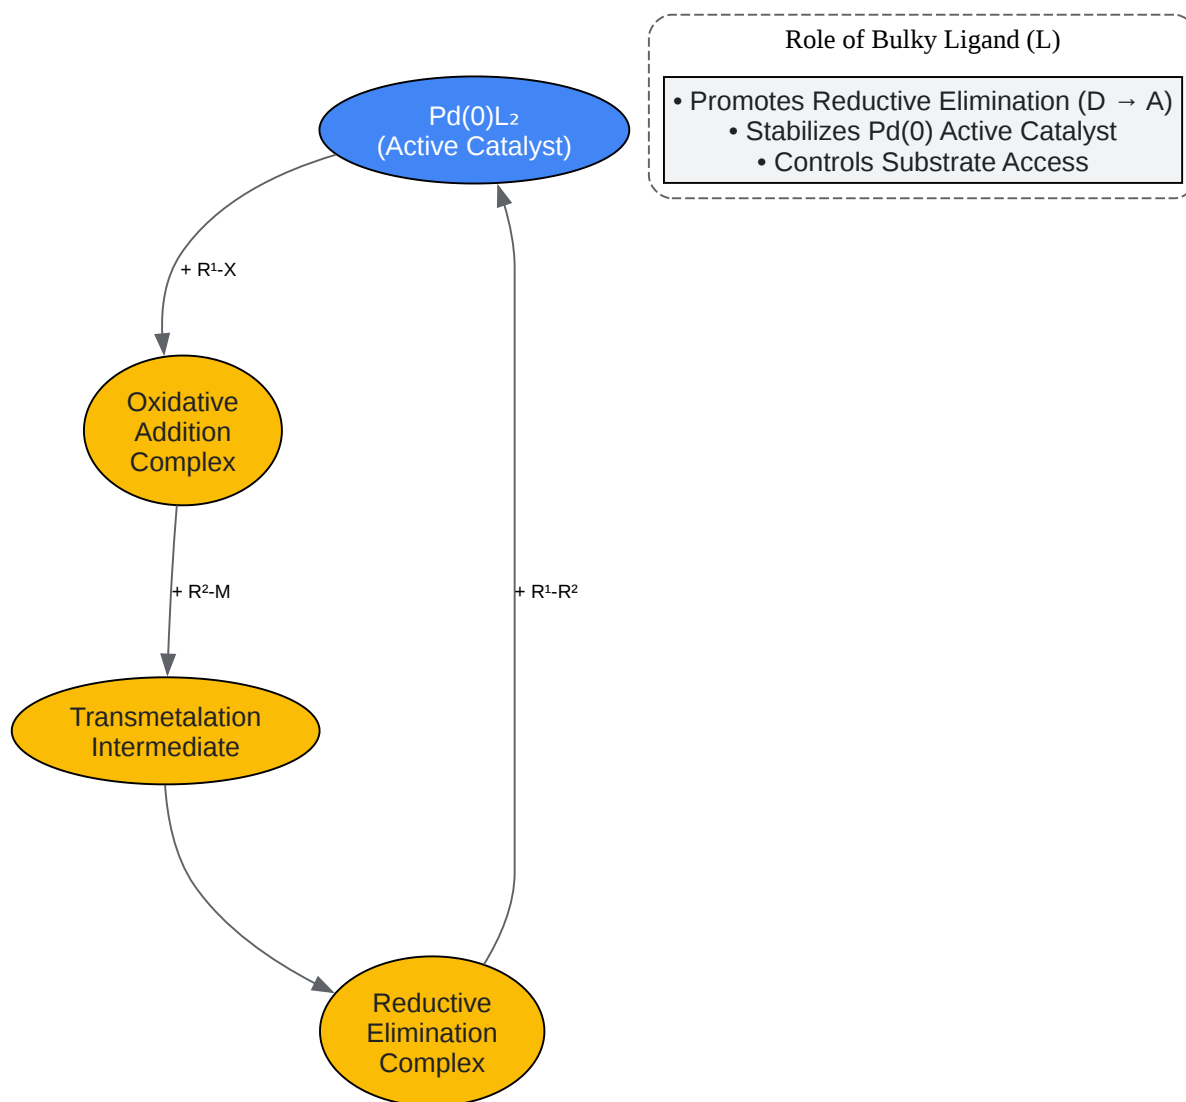 Role of Bulky Ligand (L)
• Promotes Reductive Elimination (D → A)
• Stabilizes Pd(0) Active Catalyst
• Controls Substrate Access
Pd(0)L₂
(Active Catalyst)
+ R¹-X
Oxidative
Addition
Complex
+ R²-M
+ R¹-R²
Transmetalation
Intermediate
Reductive
Elimination
Complex